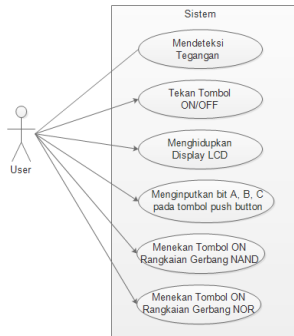 Sistem
Mendeteksi
Tegangan
Tekan Tombol
ON/OFF
Menghidupkan
Display LCD
User
Menginputkan bit A, B, C
pada tombol push button
Menekan Tombol ON
Rangkaian Gerbang NAND
Menekan Tombol ON
Rangkaian Gerbang NOR